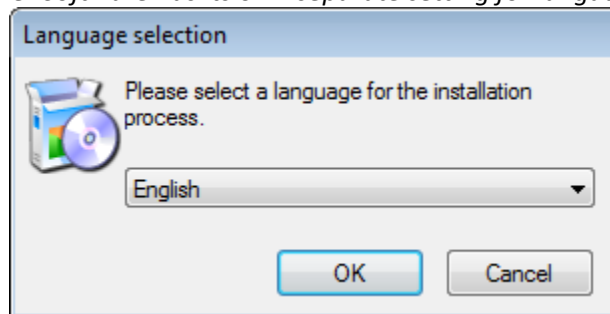 Language selection
Please select a language for the installation
process.
English
OK
Cancel